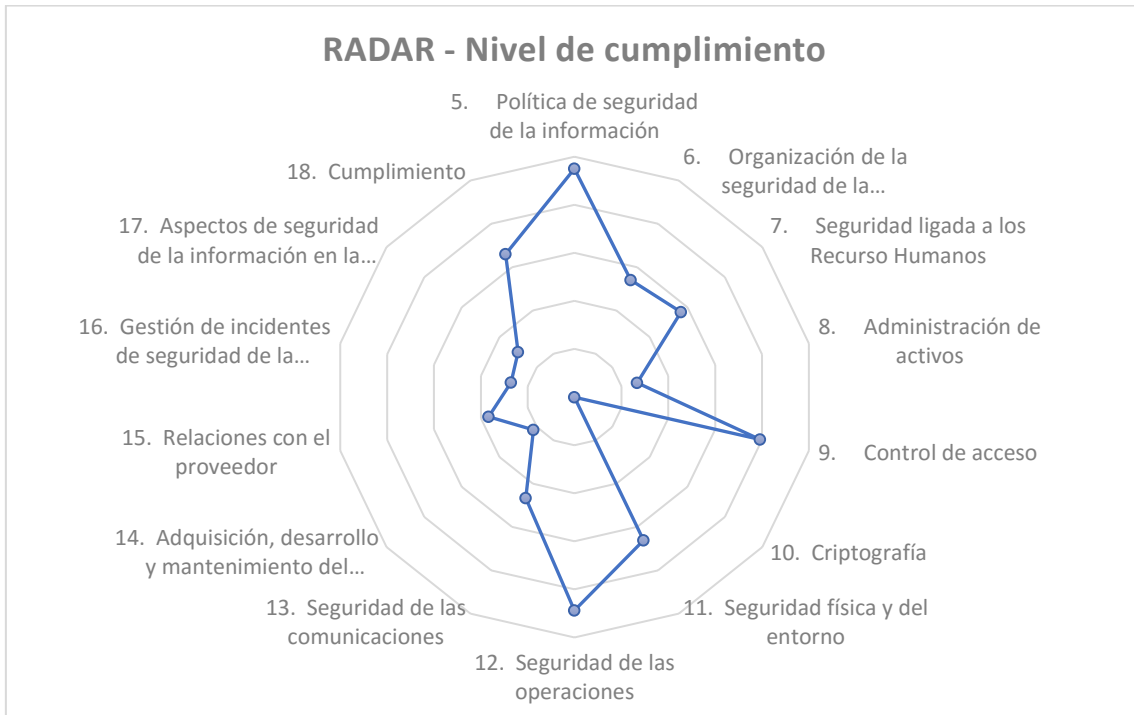 RADAR - Nivel de cumplimiento
5. Política de seguridad
de la información
6. Organización de la
seguridad de la...
7. Seguridad ligada a los
Recurso Humanos
8. Administración de
activos
9. Control de acceso
10. Criptografía
11. Seguridad física y del
entorno
12. Seguridad de las
operaciones
13. Seguridad de las
comunicaciones
14. Adquisición, desarrollo
y mantenimiento del...
15. Relaciones con el
proveedor
16. Gestión de incidentes
de seguridad de la...
17. Aspectos de seguridad
de la información en la...
18. Cumplimiento